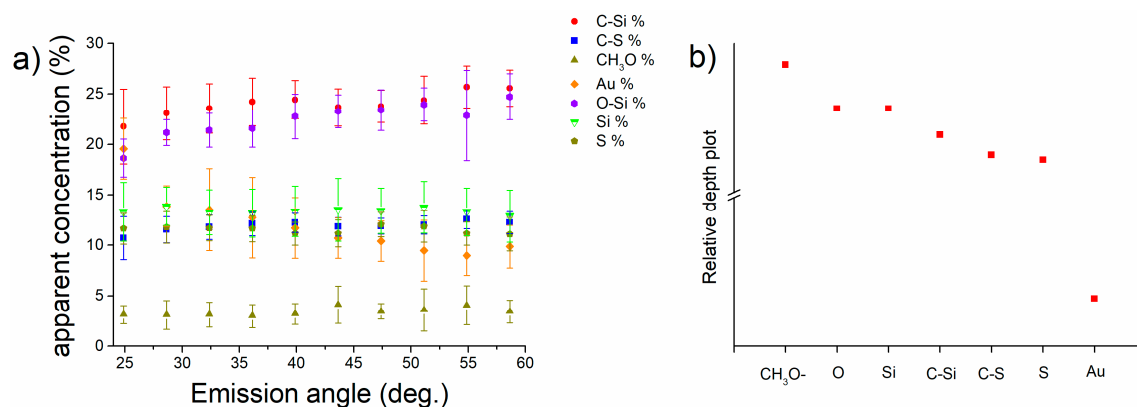 a)
apparent concentration (%)
30
25
20
15
10
5
0
25
30
35
40
45
50
55
60
Emission angle (deg.)
C-Si %
C-S %
CH₃O %
Au %
O-Si %
Si %
S %
b)
Relative depth plot
CH₃O-
O
Si
C-Si
C-S
S
Au